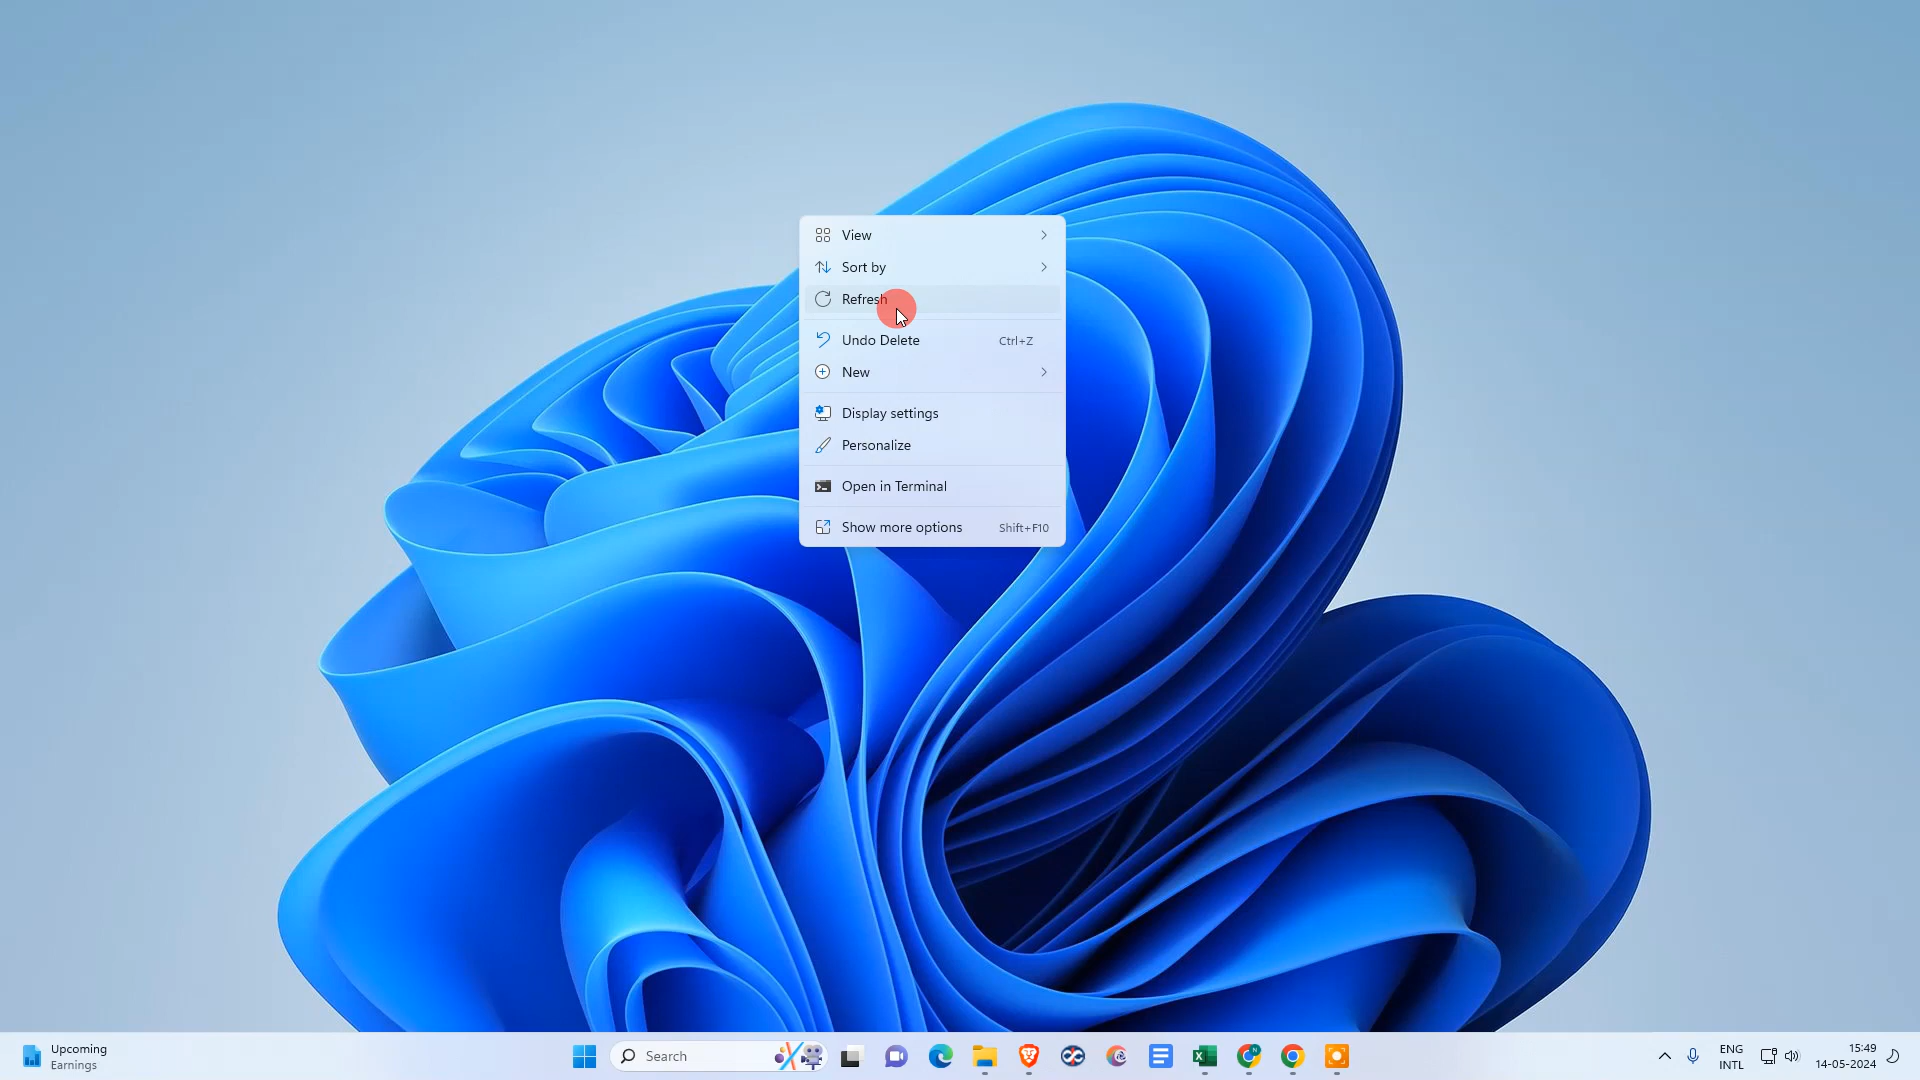 View
Sort by
Refresh
Undo Delete Ctrl+Z
New
Display settings
Personalize
Open in Terminal
Show more options Shift+F10
Upcoming
Earnings
Search
ENG
INTL
15:49
14-05-2024